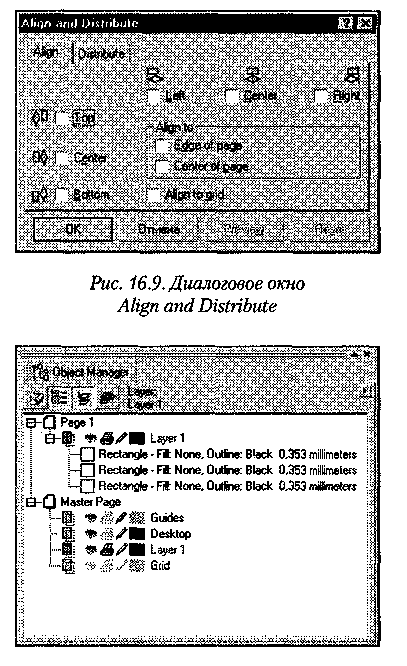 Align and Distribute
Align Distribute
Left Center Right
Top
Align to
Edge of page
Center Center of page
Bottom Align to grid
OK Отмена Preview Reset
Рис. 16.9. Диалоговое окно
Align and Distribute
Object Manager
Layer:
Layer 1
Page 1
Layer 1
Rectangle - Fill: None, Outline: Black 0,353 millimeters
Rectangle - Fill: None, Outline: Black 0,353 millimeters
Rectangle - Fill: None, Outline: Black 0,353 millimeters
Master Page
Guides
Desktop
Layer 1
Grid